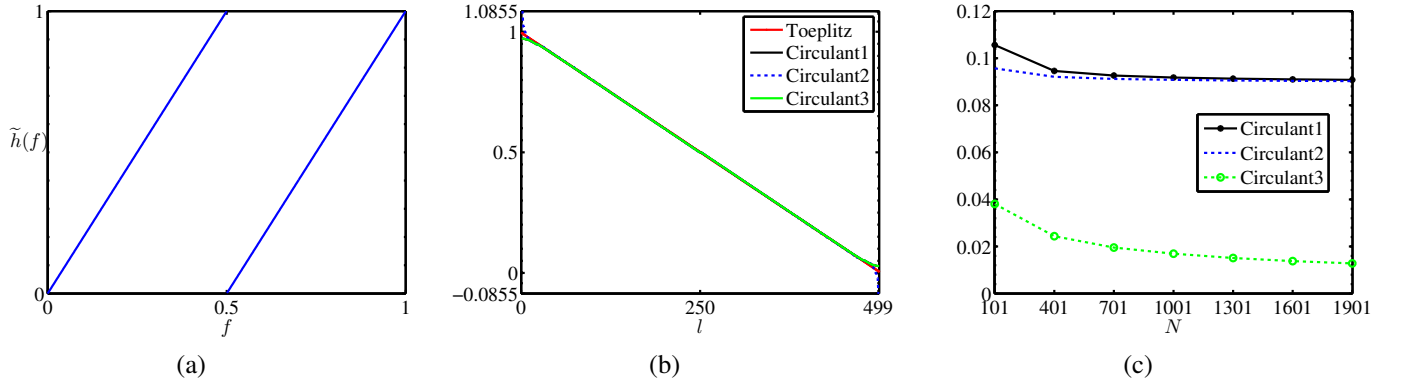 1
h̃(f)
0
0
0.5
1
f
(a)
1.0855
1
0.5
0
−0.0855
0
250
499
l
Toeplitz
Circulant1
Circulant2
Circulant3
(b)
0.12
0.1
0.08
0.06
0.04
0.02
0
101
401
701
1001
1301
1601
1901
N
Circulant1
Circulant2
Circulant3
(c)